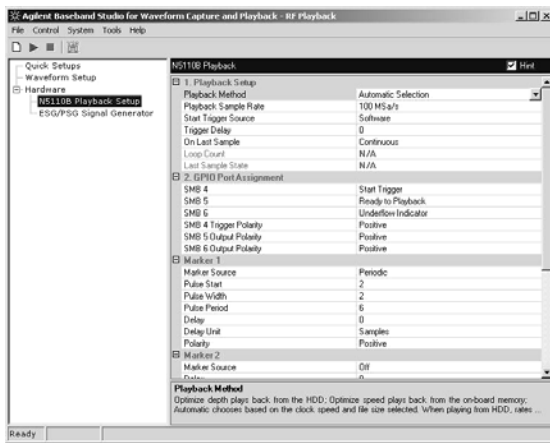 Agilent Baseband Studio for Waveform Capture and Playback - RF Playback
File Control System Tools Help
Quick Setups
Waveform Setup
Hardware
N5110B Playback Setup
ESG/PSG Signal Generator
N5110B Playback Hint
1. Playback Setup
Playback Method Automatic Selection
Playback Sample Rate 100 MSa/s
Start Trigger Source Software
Trigger Delay 0
On Last Sample Continuous
Loop Count N/A
Last Sample State N/A
2. GPIO Port Assignment
SMB 4 Start Trigger
SMB 5 Ready to Playback
SMB 6 Underflow Indicator
SMB 4 Trigger Polarity Positive
SMB 5 Output Polarity Positive
SMB 6 Output Polarity Positive
Marker 1
Marker Source Periodic
Pulse Start 2
Pulse Width 2
Pulse Period 6
Delay 0
Delay Unit Samples
Polarity Positive
Marker 2
Marker Source Off
Delay 0
Playback Method
Optimize depth plays back from the HDD; Optimize speed plays back from the on-board memory;
Automatic chooses based on the clock speed and file size selected. When playing from HDD, rates ...
Ready